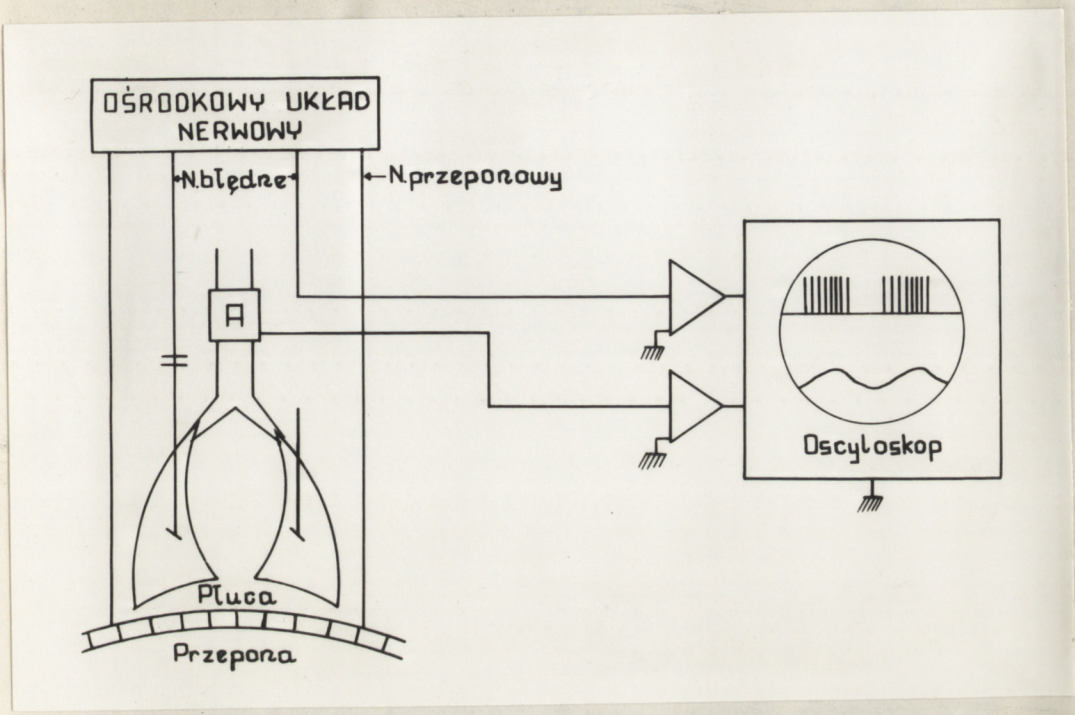 OŚRODKOWY UKŁAD
NERWOWY
N.błędne
N.przeponowy
A
Oscyloskop
Płuca
Przepona